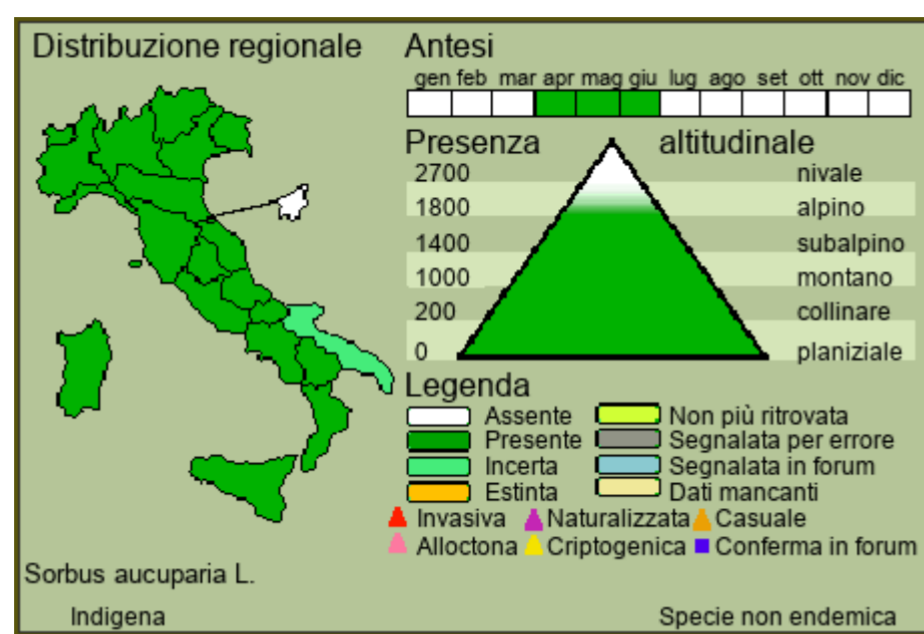 Distribuzione regionale
Antesi
gen feb mar apr mag giu lug ago set ott nov dic
Presenza altitudinale
2700 nivale
1800 alpino
1400 subalpino
1000 montano
200 collinare
0 planiziale
Legenda
Assente Non più ritrovata
Presente Segnalata per errore
Incerta Segnalata in forum
Estinta Dati mancanti
Invasiva Naturalizzata Casuale
Alloctona Criptogenica Conferma in forum
Sorbus aucuparia L.
Indigena Specie non endemica